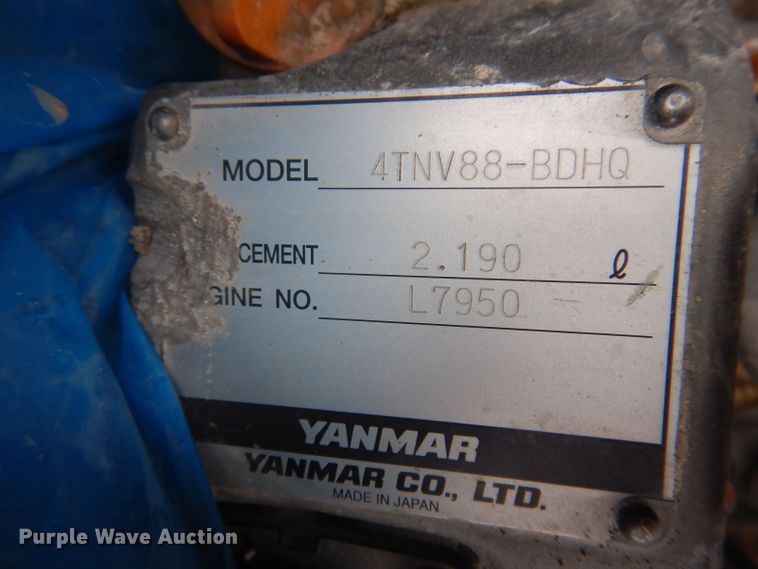 MODEL 4TNV88-BDHQ
CEMENT 2.190 ℓ
GINE NO. L7950
YANMAR
YANMAR CO., LTD.
MADE IN JAPAN
Purple Wave Auction